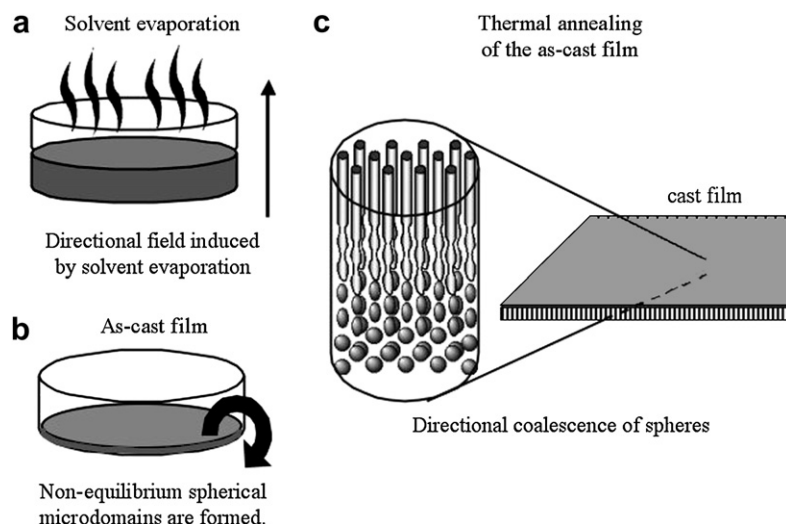 a
Solvent evaporation
Directional field induced
by solvent evaporation
b
As-cast film
Non-equilibrium spherical
microdomains are formed.
c
Thermal annealing
of the as-cast film
cast film
Directional coalescence of spheres